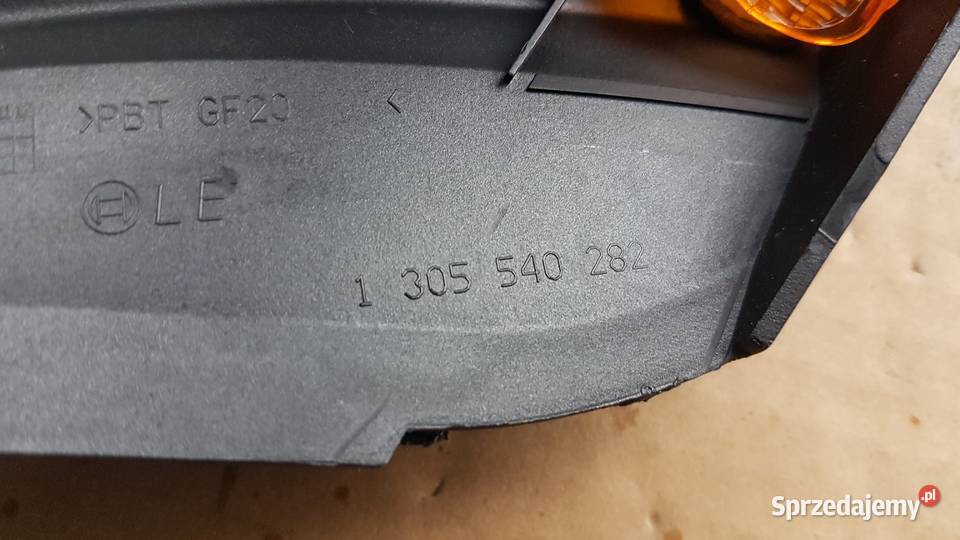 >PBT GF20 <
LE
1 305 540 282
Sprzedajemy.pl